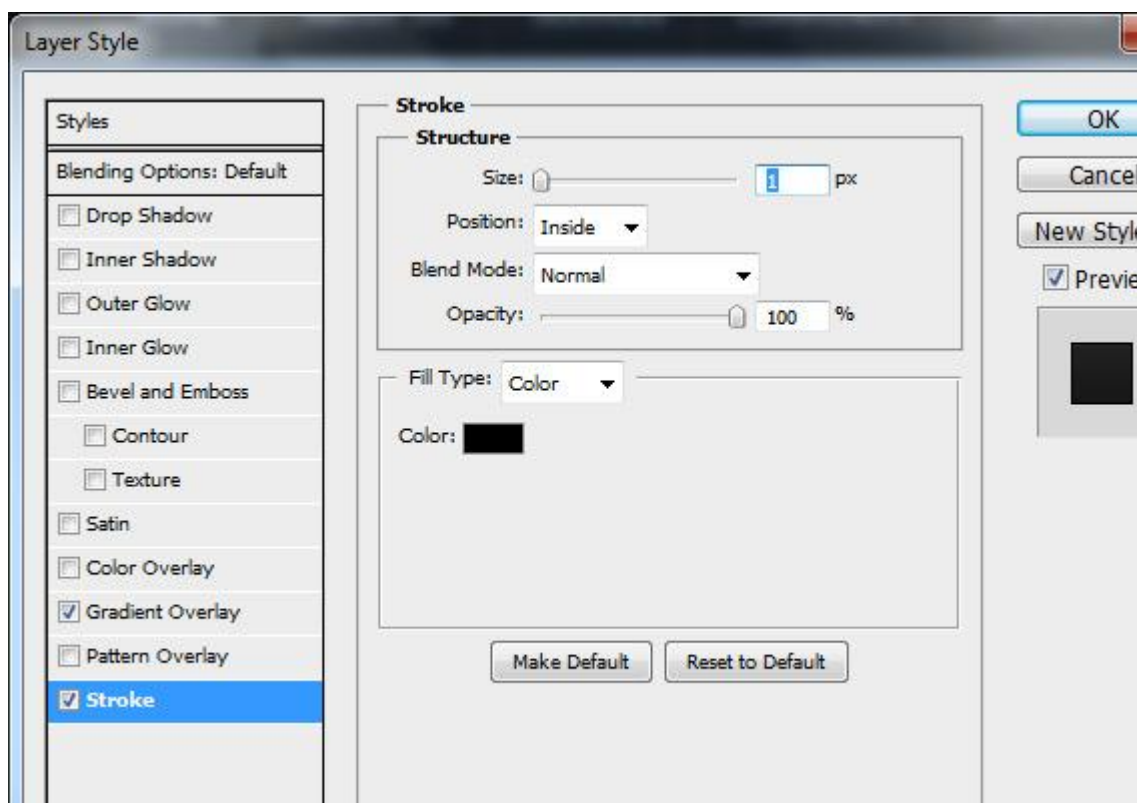 Layer Style
Styles
Blending Options: Default
Drop Shadow
Inner Shadow
Outer Glow
Inner Glow
Bevel and Emboss
Contour
Texture
Satin
Color Overlay
Gradient Overlay
Pattern Overlay
Stroke
Stroke
Structure
Size: 1 px
Position: Inside
Blend Mode: Normal
Opacity: 100 %
Fill Type: Color
Color:
Make Default Reset to Default
OK
Cancel
New Style
Previe